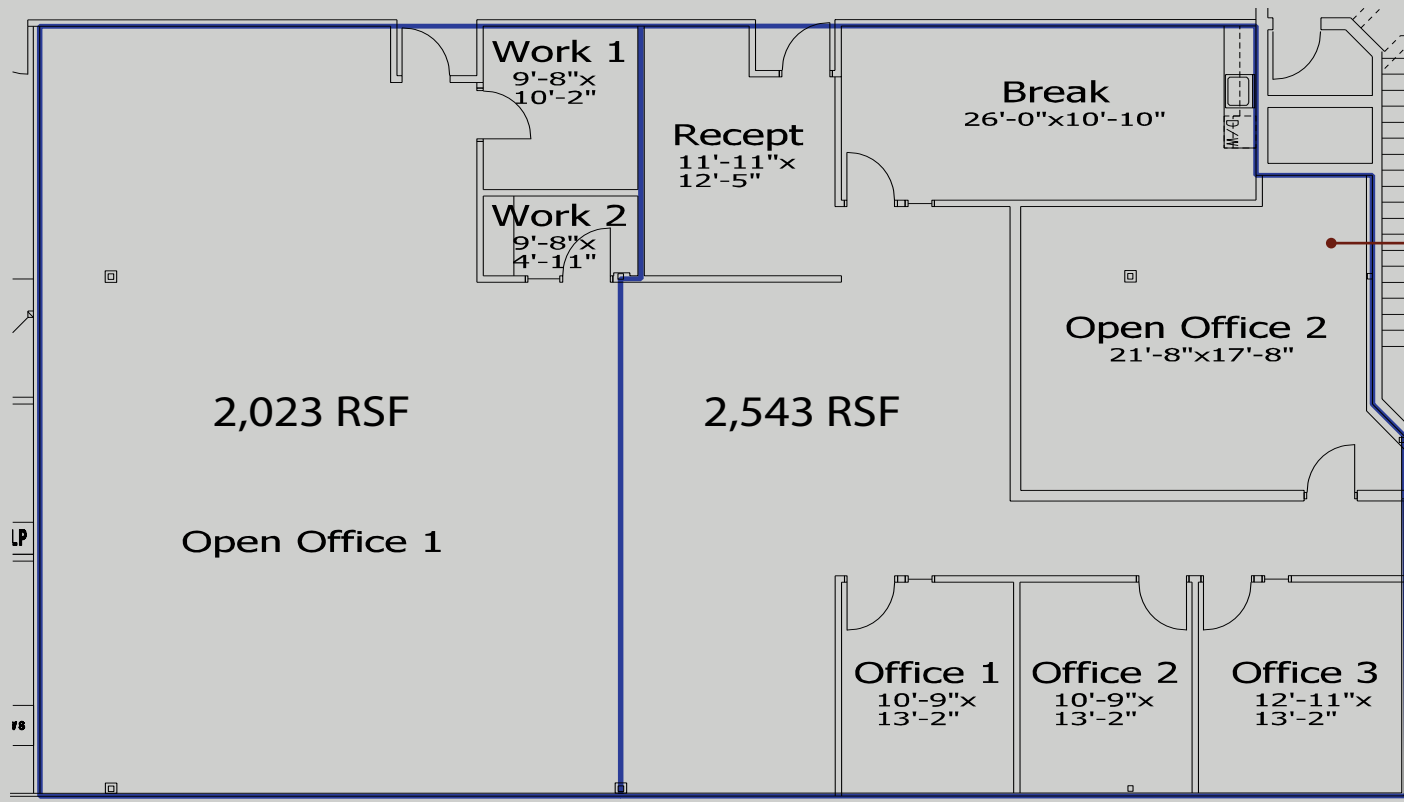 Work 1
9'-8"x
10'-2"
Break
26'-0"x10'-10"
Recept
11'-11"x
12'-5"
D/W
Work 2
9'-8"x
4'-11"
Open Office 2
21'-8"x17'-8"
2,023 RSF
2,543 RSF
Open Office 1
LP
Office 1
10'-9"x
13'-2"
Office 2
10'-9"x
13'-2"
Office 3
12'-11"x
13'-2"
rs